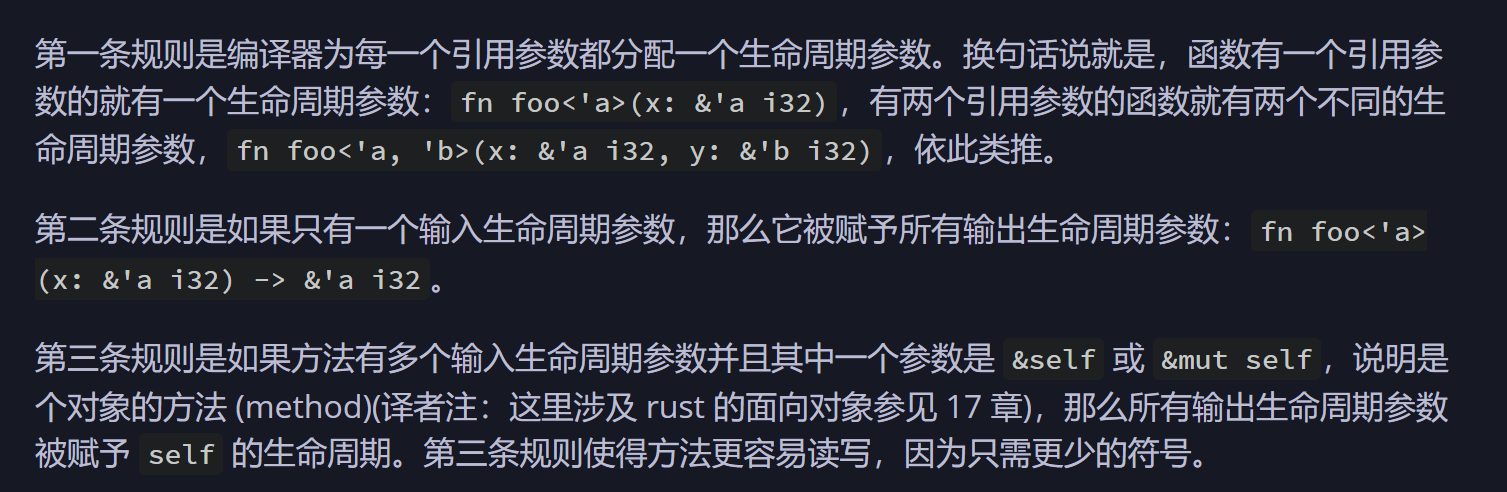 第一条规则是编译器为每一个引用参数都分配一个生命周期参数。换句话说就是，函数有一个引用参
数的就有一个生命周期参数：fn foo<'a>(x: &'a i32)，有两个引用参数的函数就有两个不同的生
命周期参数，fn foo<'a, 'b>(x: &'a i32, y: &'b i32)，依此类推。
第二条规则是如果只有一个输入生命周期参数，那么它被赋予所有输出生命周期参数：fn foo<'a>
(x: &'a i32) -> &'a i32。
第三条规则是如果方法有多个输入生命周期参数并且其中一个参数是 &self 或 &mut self，说明是
个对象的方法 (method)(译者注：这里涉及 rust 的面向对象参见 17 章)，那么所有输出生命周期参数
被赋予 self 的生命周期。第三条规则使得方法更容易读写，因为只需更少的符号。